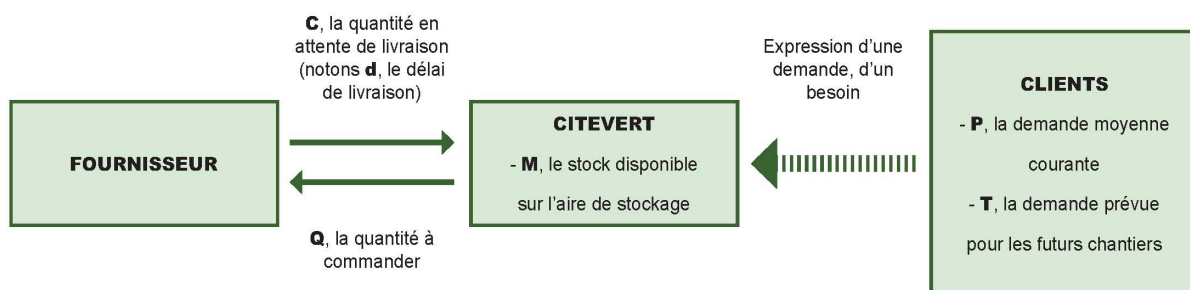 FOURNISSEUR
C, la quantité en
attente de livraison
(notons d, le délai
de livraison)
Q, la quantité à
commander
CITEVERT
- M, le stock disponible
sur l'aire de stockage
Expression d'une
demande, d'un
besoin
CLIENTS
- P, la demande moyenne
courante
- T, la demande prévue
pour les futurs chantiers